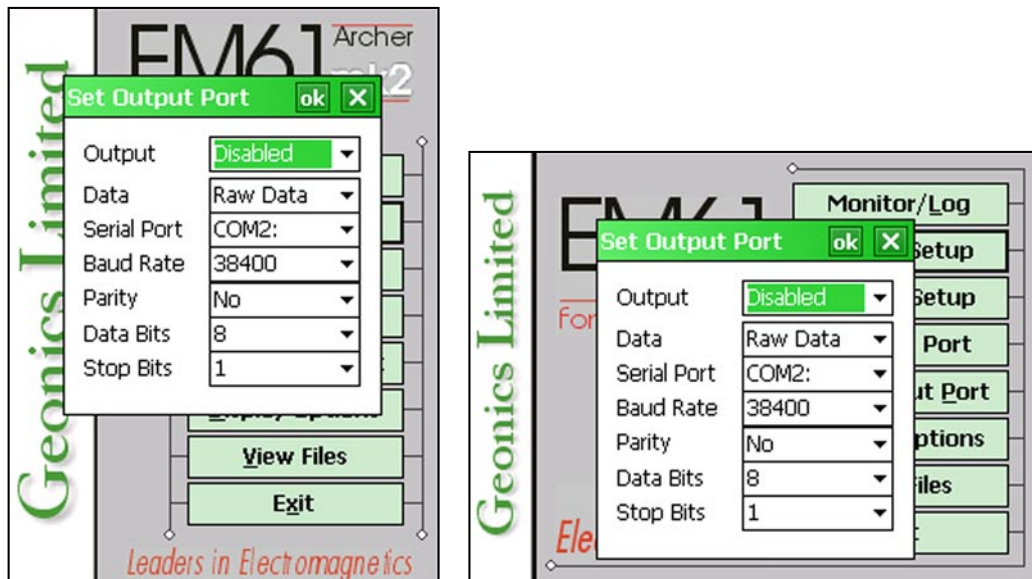 Geonics Limited
EM61 Archer
mk2
Set Output Port ok
Output Disabled
Data Raw Data
Serial Port COM2:
Baud Rate 38400
Parity No
Data Bits 8
Stop Bits 1
View Files
Exit
Leaders in Electromagnetics
Geonics Limited
Monitor/Log
Set Output Port ok
Setup
Setup
Port
Port
Output Disabled
Data Raw Data
Serial Port COM2:
Baud Rate 38400
Parity No
Data Bits 8
Stop Bits 1